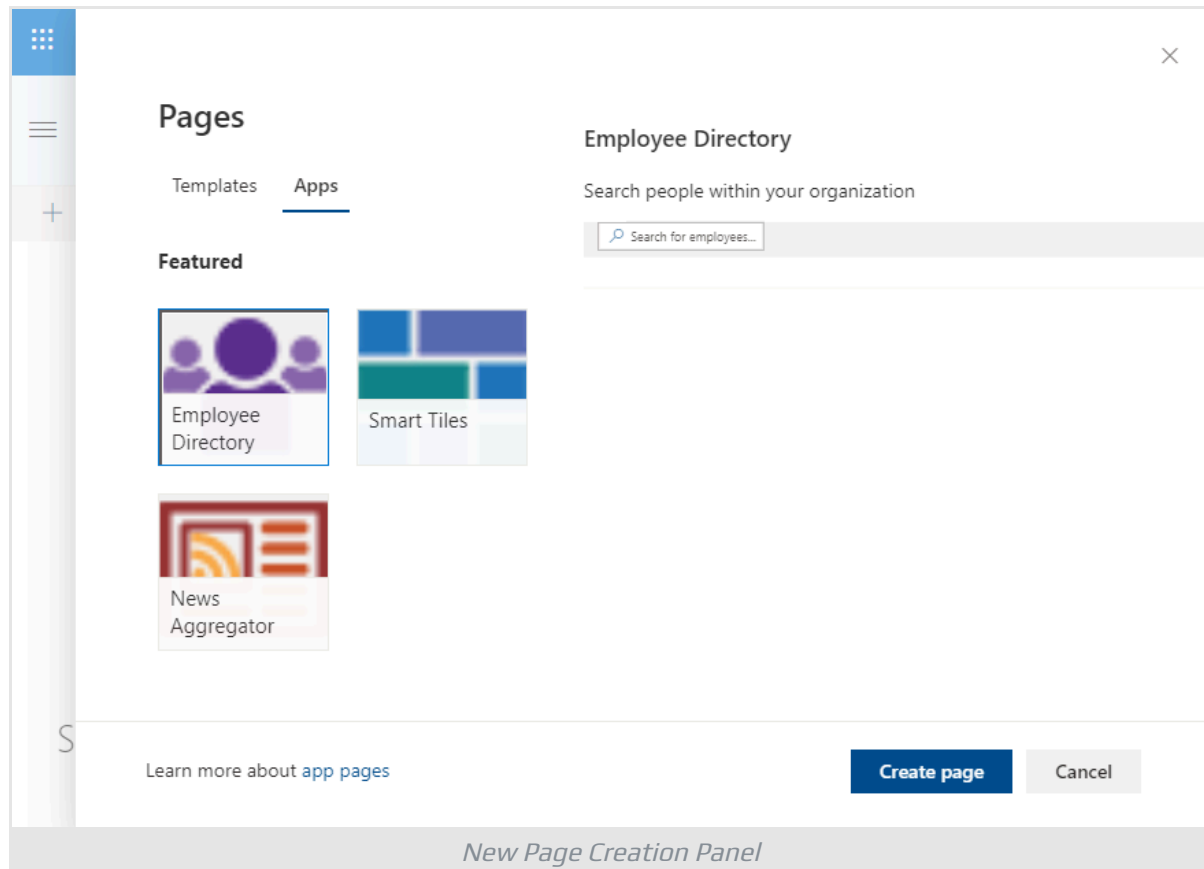 Pages
Templates
Apps
Featured
Employee
Directory
Smart Tiles
News
Aggregator
Employee Directory
Search people within your organization
Search for employees...
S
Learn more about app pages
Create page
Cancel
New Page Creation Panel